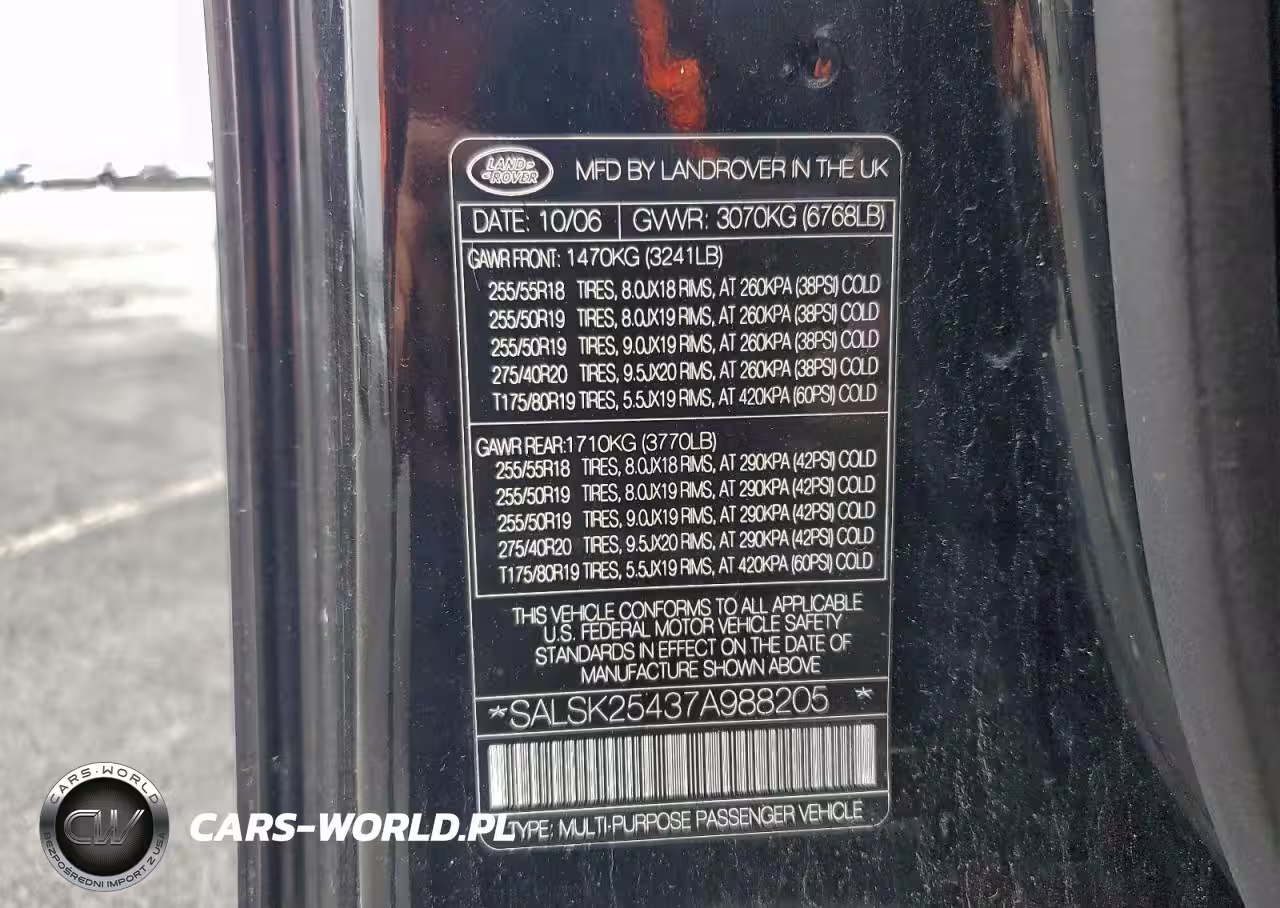 LAND-
-ROVER
MFD BY LANDROVER IN THE UK
DATE: 10/06 GVWR: 3070KG (6768LB)
GAWR FRONT: 1470KG (3241LB)
255/55R18 TIRES, 8.0JX18 RIMS, AT 260KPA (38PSI) COLD
255/50R19 TIRES, 8.0JX19 RIMS, AT 260KPA (38PSI) COLD
255/50R19 TIRES, 9.0JX19 RIMS, AT 260KPA (38PSI) COLD
275/40R20 TIRES, 9.5JX20 RIMS, AT 260KPA (38PSI) COLD
T175/80R19 TIRES, 5.5JX19 RIMS, AT 420KPA (60PSI) COLD
GAWR REAR:1710KG (3770LB)
255/55R18 TIRES, 8.0JX18 RIMS, AT 290KPA (42PSI) COLD
255/50R19 TIRES, 8.0JX19 RIMS, AT 290KPA (42PSI) COLD
255/50R19 TIRES, 9.0JX19 RIMS, AT 290KPA (42PSI) COLD
275/40R20 TIRES, 9.5JX20 RIMS, AT 290KPA (42PSI) COLD
T175/80R19 TIRES, 5.5JX19 RIMS, AT 420KPA (60PSI) COLD
THIS VEHICLE CONFORMS TO ALL APPLICABLE
U.S. FEDERAL MOTOR VEHICLE SAFETY
STANDARDS IN EFFECT ON THE DATE OF
MANUFACTURE SHOWN ABOVE
*SALSK25437A988205 *
TYPE: MULTI-PURPOSE PASSENGER VEHICLE
CARS-WORLD
CW
BEZPOŚREDNI IMPORT Z USA
CARS-WORLD.PL